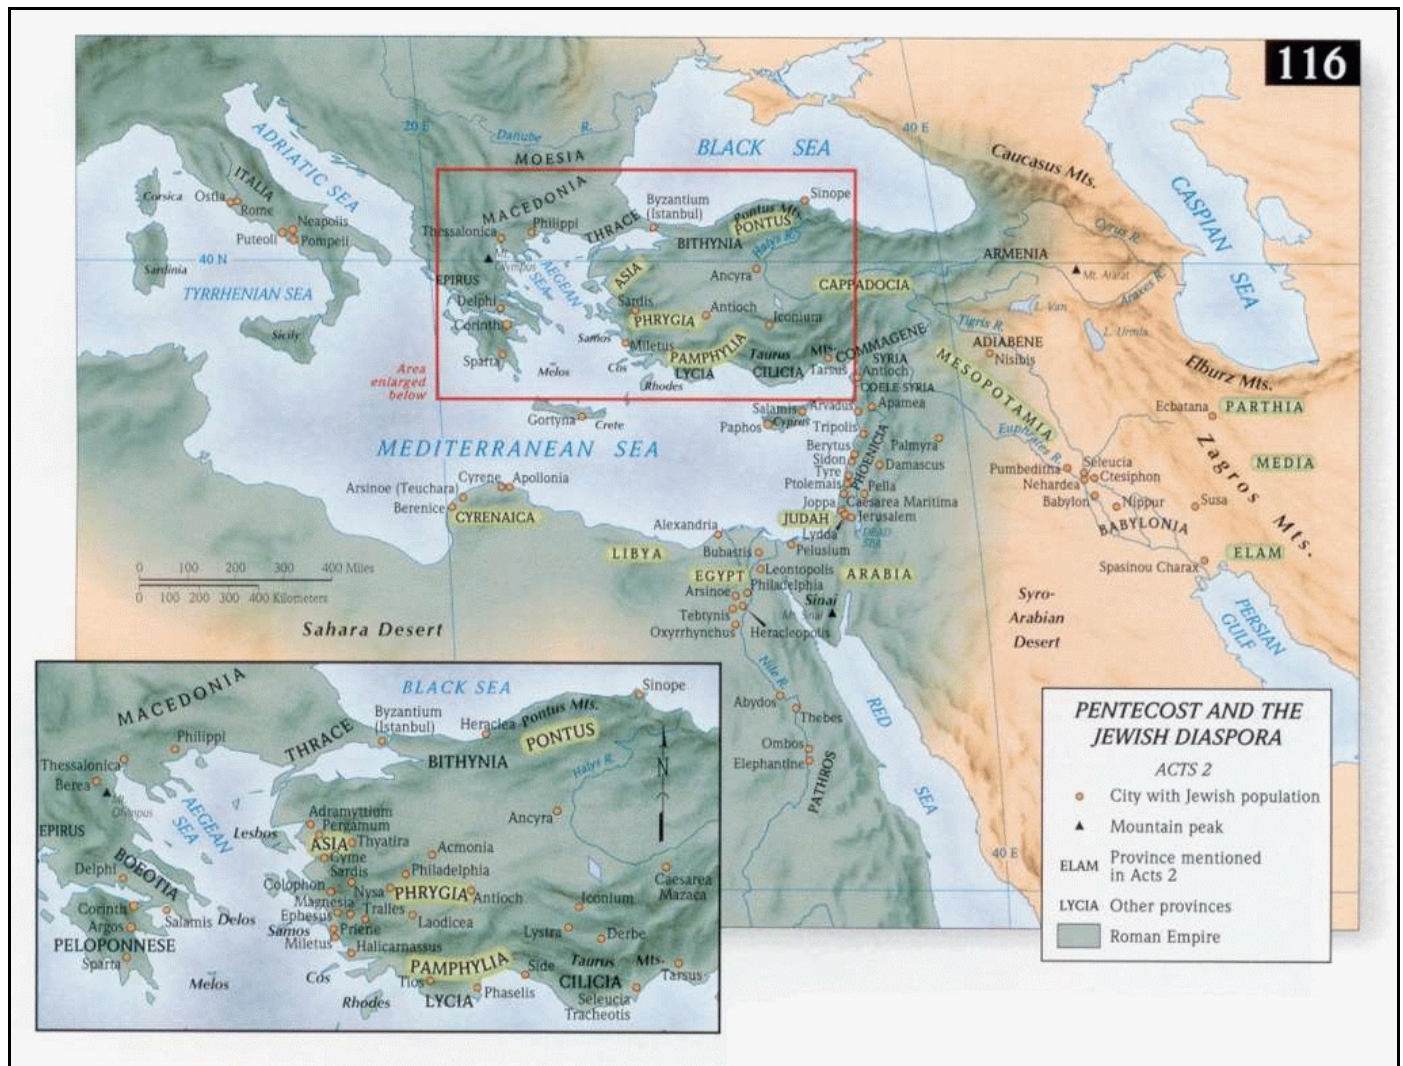 116
ADRIATIC SEA
20 E
Danube R.
MOESIA
BLACK SEA
40 E
Caucasus Mts.
CASPIAN SEA
Corsica
Ostia
ITALIA
Rome
Neapolis
Puteoli
Pompeii
MACEDONIA
Philippi
Thessalonica
THRACE
Byzantium
(Istanbul)
Sinope
Pontus Mts.
PONTUS
BITHYNIA
Halys R.
Cyrus R.
40 N
Sardinia
TYRRHENIAN SEA
Sicily
Mt. Olympus
EPIRUS
AEGEAN SEA
ASIA
Ancyra
CAPPADOCIA
ARMENIA
Mt. Ararat
Araxes R.
Delphi
Corinth
Sparta
Sardis
PHRYGIA
Antioch
Iconium
L. Van
L. Urmia
Tigris R.
Samos
Miletus
PAMPHYLIA
LYCIA
Taurus Mts.
CILICIA
Tarsus
COMMAGENE
SYRIA
Antioch
COELE-SYRIA
ADIABENE
Nisibis
MESOPOTAMIA
Elburz Mts.
Area
enlarged
below
Melos
Cos
Rhodes
Gortyna
Crete
Salamis
Paphos
Cyprus
Arvadus
Apamea
Tripolis
Ecbatana
PARTHIA
MEDITERRANEAN SEA
Berytus
Sidon
Tyre
Ptolemais
PHOENICIA
Palmyra
Damascus
Euphrates R.
Zagros Mts.
MEDIA
Pumbeditha
Nehardea
Seleucia
Ctesiphon
Babylon
Nippur
Susa
BABYLONIA
Cyrene
Apollonia
Arsinoe (Teuchara)
Berenice
CYRENAICA
Pella
Joppa
Caesarea Maritima
JUDAH
Jerusalem
Lydda
DEAD SEA
Alexandria
LIBYA
Bubastis
Pelusium
EGYPT
Leontopolis
Philadelphia
ARABIA
Arsinoe
Tebtynis
Oxyrrhynchus
Heracleopolis
Sinai
Mt. Sinai
ELAM
Spasinou Charax
PERSIAN GULF
Syro-
Arabian
Desert
0 100 200 300 400 Miles
0 100 200 300 400 Kilometers
Sahara Desert
Nile R.
Abydos
Thebes
Ombos
Elephantine
PATHROS
RED SEA
40 E
MACEDONIA
BLACK SEA
Sinope
Byzantium
(Istanbul)
Heraclea
Pontus Mts.
PONTUS
Philippi
THRACE
BITHYNIA
Halys R.
N
Thessalonica
Berea
Mt. Olympus
AEGEAN SEA
Lesbos
EPIRUS
Adramyttium
Pergamum
ASIA
Thyatira
Cyme
Sardis
Ancyra
Acmonia
Philadelphia
Delphi
BOEOTIA
Colophon
Nysa
PHRYGIA
Antioch
Caesarea
Mazaca
Magnesia
Ephesus
Tralles
Laodicea
Iconium
Corinth
Argos
Salamis
Delos
Samos
Priene
Miletus
Halicarnassus
Lystra
Derbe
PELOPONNESE
Sparta
Melos
Cos
Rhodes
PAMPHYLIA
Tlos
LYCIA
Phaselis
Side
Taurus Mts.
CILICIA
Seleucia
Tracheotis
Tarsus
PENTECOST AND THE
JEWISH DIASPORA
ACTS 2
City with Jewish population
Mountain peak
ELAM Province mentioned
in Acts 2
LYCIA Other provinces
Roman Empire